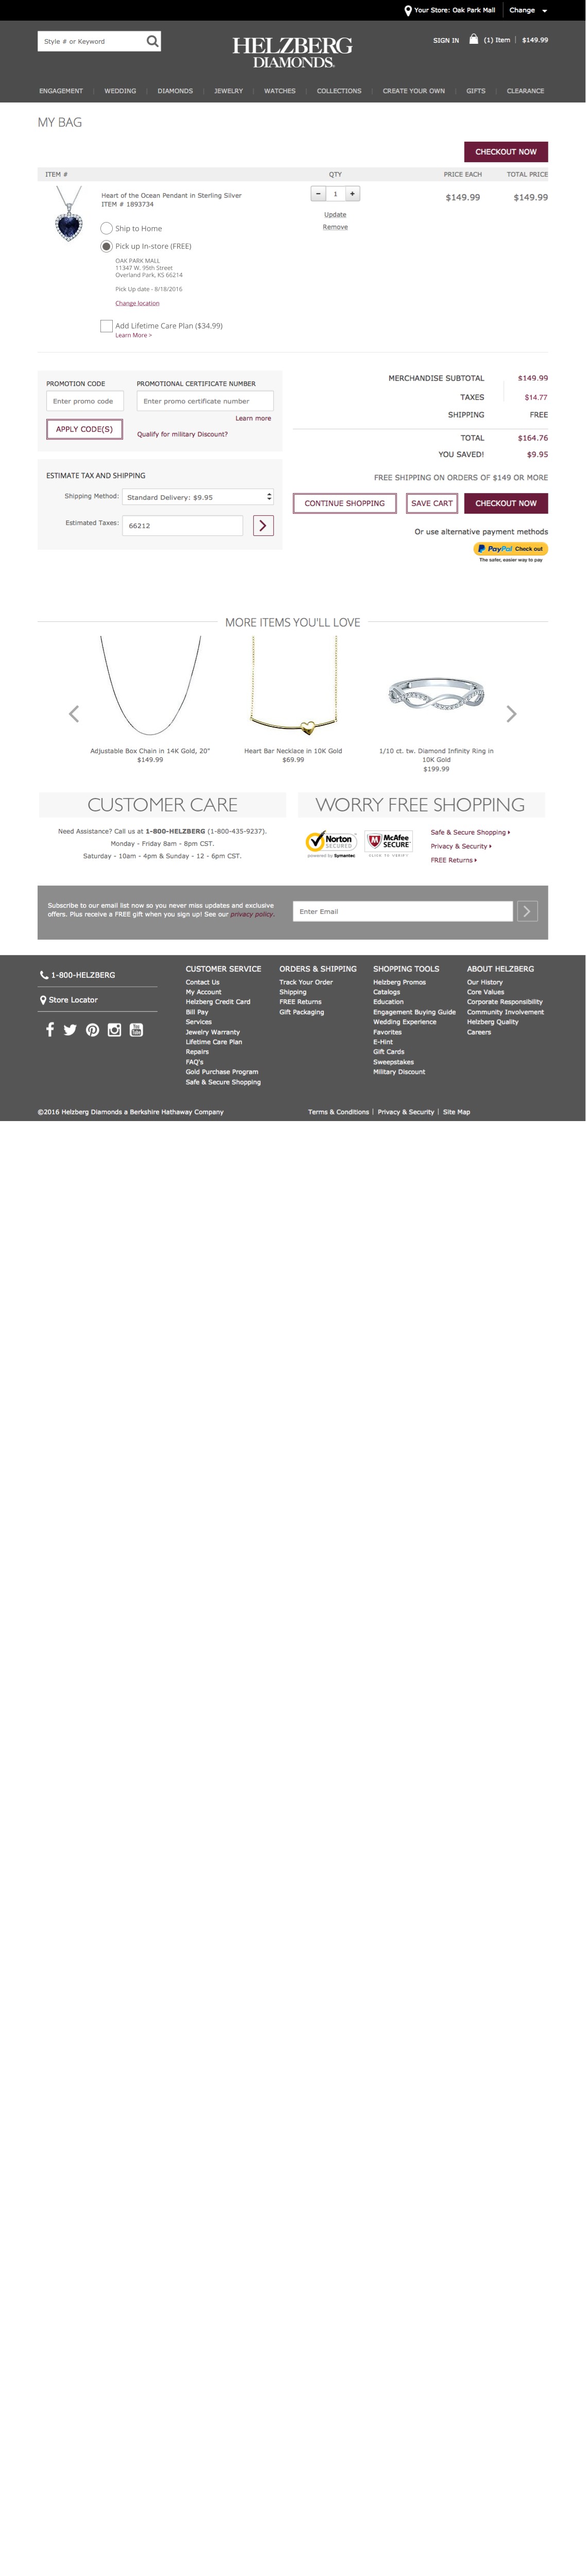 Your Store: Oak Park Mall Change
Style # or Keyword
HELZBERG
DIAMONDS.
SIGN IN (1) Item $149.99
ENGAGEMENT WEDDING DIAMONDS JEWELRY WATCHES COLLECTIONS CREATE YOUR OWN GIFTS CLEARANCE
MY BAG
CHECKOUT NOW
ITEM # QTY PRICE EACH TOTAL PRICE
Heart of the Ocean Pendant in Sterling Silver
ITEM # 1893734
- 1 +
$149.99 $149.99
Update
Remove
Ship to Home
Pick up In-store (FREE)
OAK PARK MALL
11347 W. 95th Street
Overland Park, KS 66214
Pick Up date - 8/18/2016
Change location
Add Lifetime Care Plan ($34.99)
Learn More >
PROMOTION CODE PROMOTIONAL CERTIFICATE NUMBER
Enter promo code Enter promo certificate number
Learn more
APPLY CODE(S)
Qualify for military Discount?
ESTIMATE TAX AND SHIPPING
Shipping Method: Standard Delivery: $9.95
Estimated Taxes: 66212
MERCHANDISE SUBTOTAL $149.99
TAXES $14.77
SHIPPING FREE
TOTAL $164.76
YOU SAVED! $9.95
FREE SHIPPING ON ORDERS OF $149 OR MORE
CONTINUE SHOPPING SAVE CART CHECKOUT NOW
Or use alternative payment methods
PayPal Check out
The safer, easier way to pay
MORE ITEMS YOU'LL LOVE
Adjustable Box Chain in 14K Gold, 20"
$149.99
Heart Bar Necklace in 10K Gold
$69.99
1/10 ct. tw. Diamond Infinity Ring in
10K Gold
$199.99
CUSTOMER CARE
Need Assistance? Call us at 1-800-HELZBERG (1-800-435-9237).
Monday - Friday 8am - 8pm CST.
Saturday - 10am - 4pm & Sunday - 12 - 6pm CST.
WORRY FREE SHOPPING
Norton
SECURED
powered by Symantec
McAfee
SECURE
CLICK TO VERIFY
Safe & Secure Shopping
Privacy & Security
FREE Returns
Subscribe to our email list now so you never miss updates and exclusive
offers. Plus receive a FREE gift when you sign up! See our privacy policy.
Enter Email
1-800-HELZBERG
Store Locator
You
Tube
CUSTOMER SERVICE
Contact Us
My Account
Helzberg Credit Card
Bill Pay
Services
Jewelry Warranty
Lifetime Care Plan
Repairs
FAQ's
Gold Purchase Program
Safe & Secure Shopping
ORDERS & SHIPPING
Track Your Order
Shipping
FREE Returns
Gift Packaging
SHOPPING TOOLS
Helzberg Promos
Catalogs
Education
Engagement Buying Guide
Wedding Experience
Favorites
E-Hint
Gift Cards
Sweepstakes
Military Discount
ABOUT HELZBERG
Our History
Core Values
Corporate Responsibility
Community Involvement
Helzberg Quality
Careers
©2016 Helzberg Diamonds a Berkshire Hathaway Company
Terms & Conditions Privacy & Security Site Map